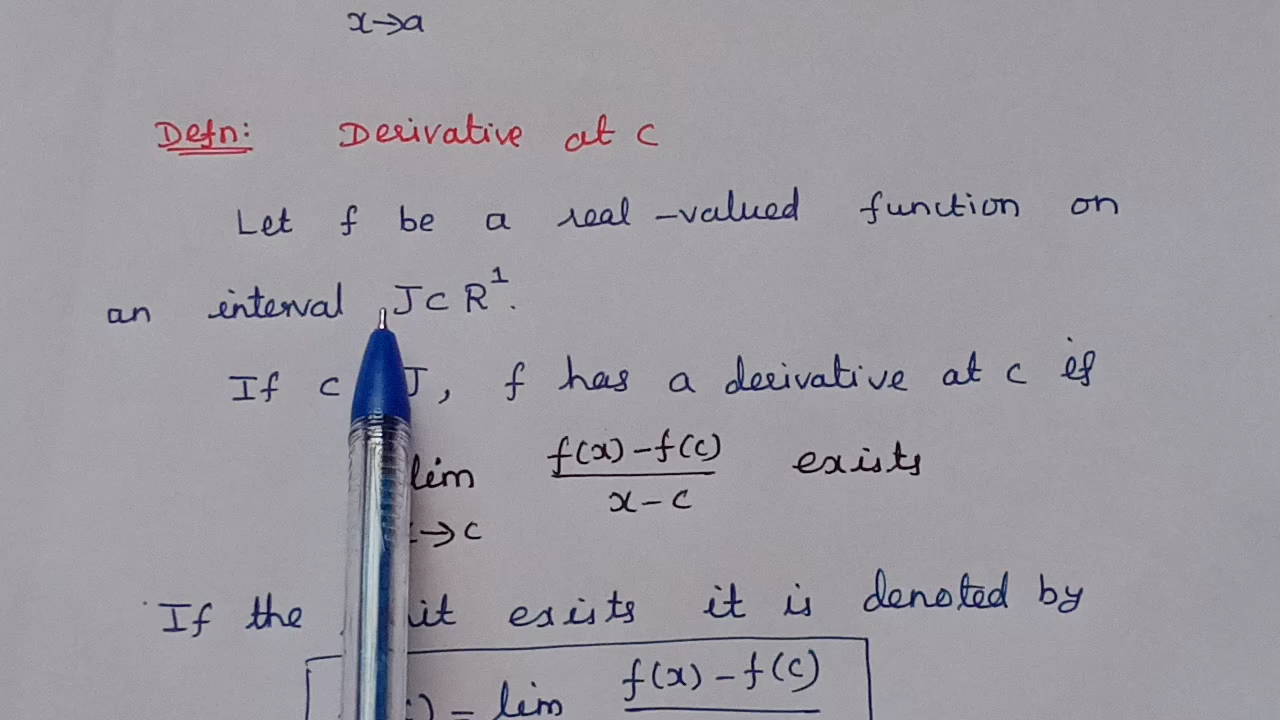 x→a
Defn: Derivative at c
Let f be a real-valued function on
an interval J⊂R¹.
If c J, f has a derivative at c if
lim f(x)-f(c) exists
x-c
→c
If the exists it is denoted by
) = lim f(x)-f(c)